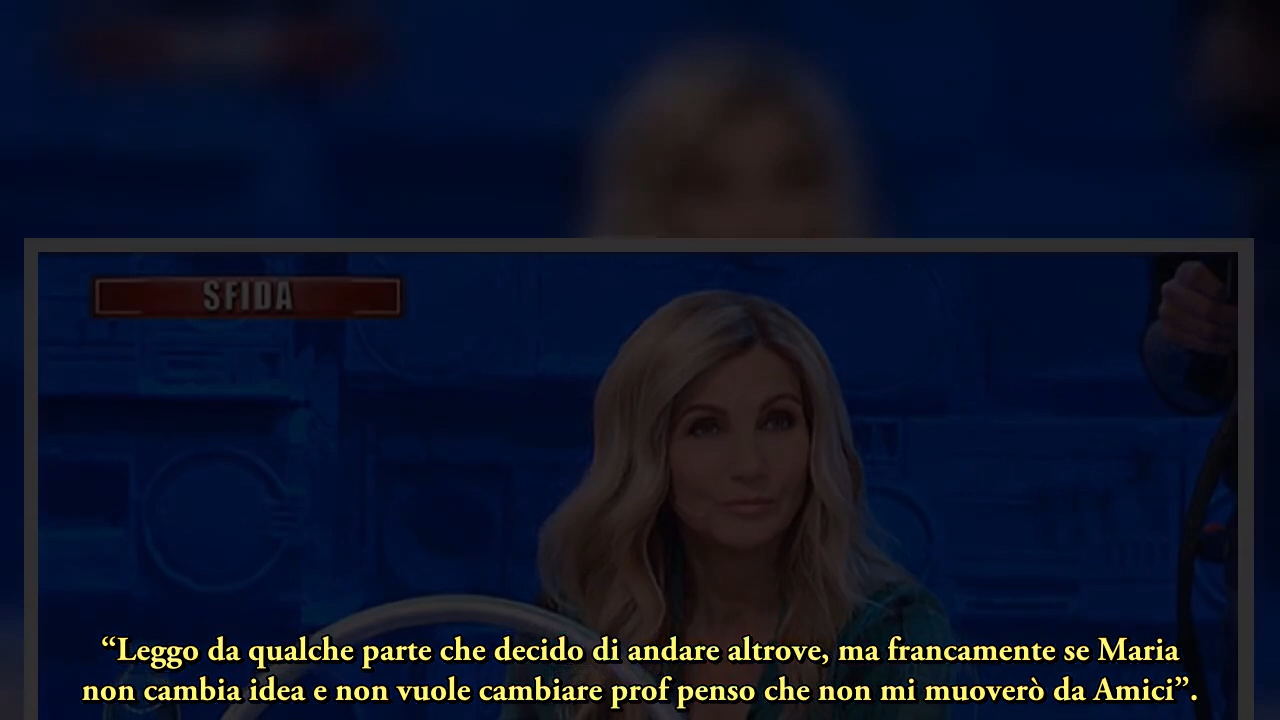 SFIDA
“Leggo da qualche parte che decido di andare altrove, ma francamente se Maria
non cambia idea e non vuole cambiare prof penso che non mi muoverò da Amici”.